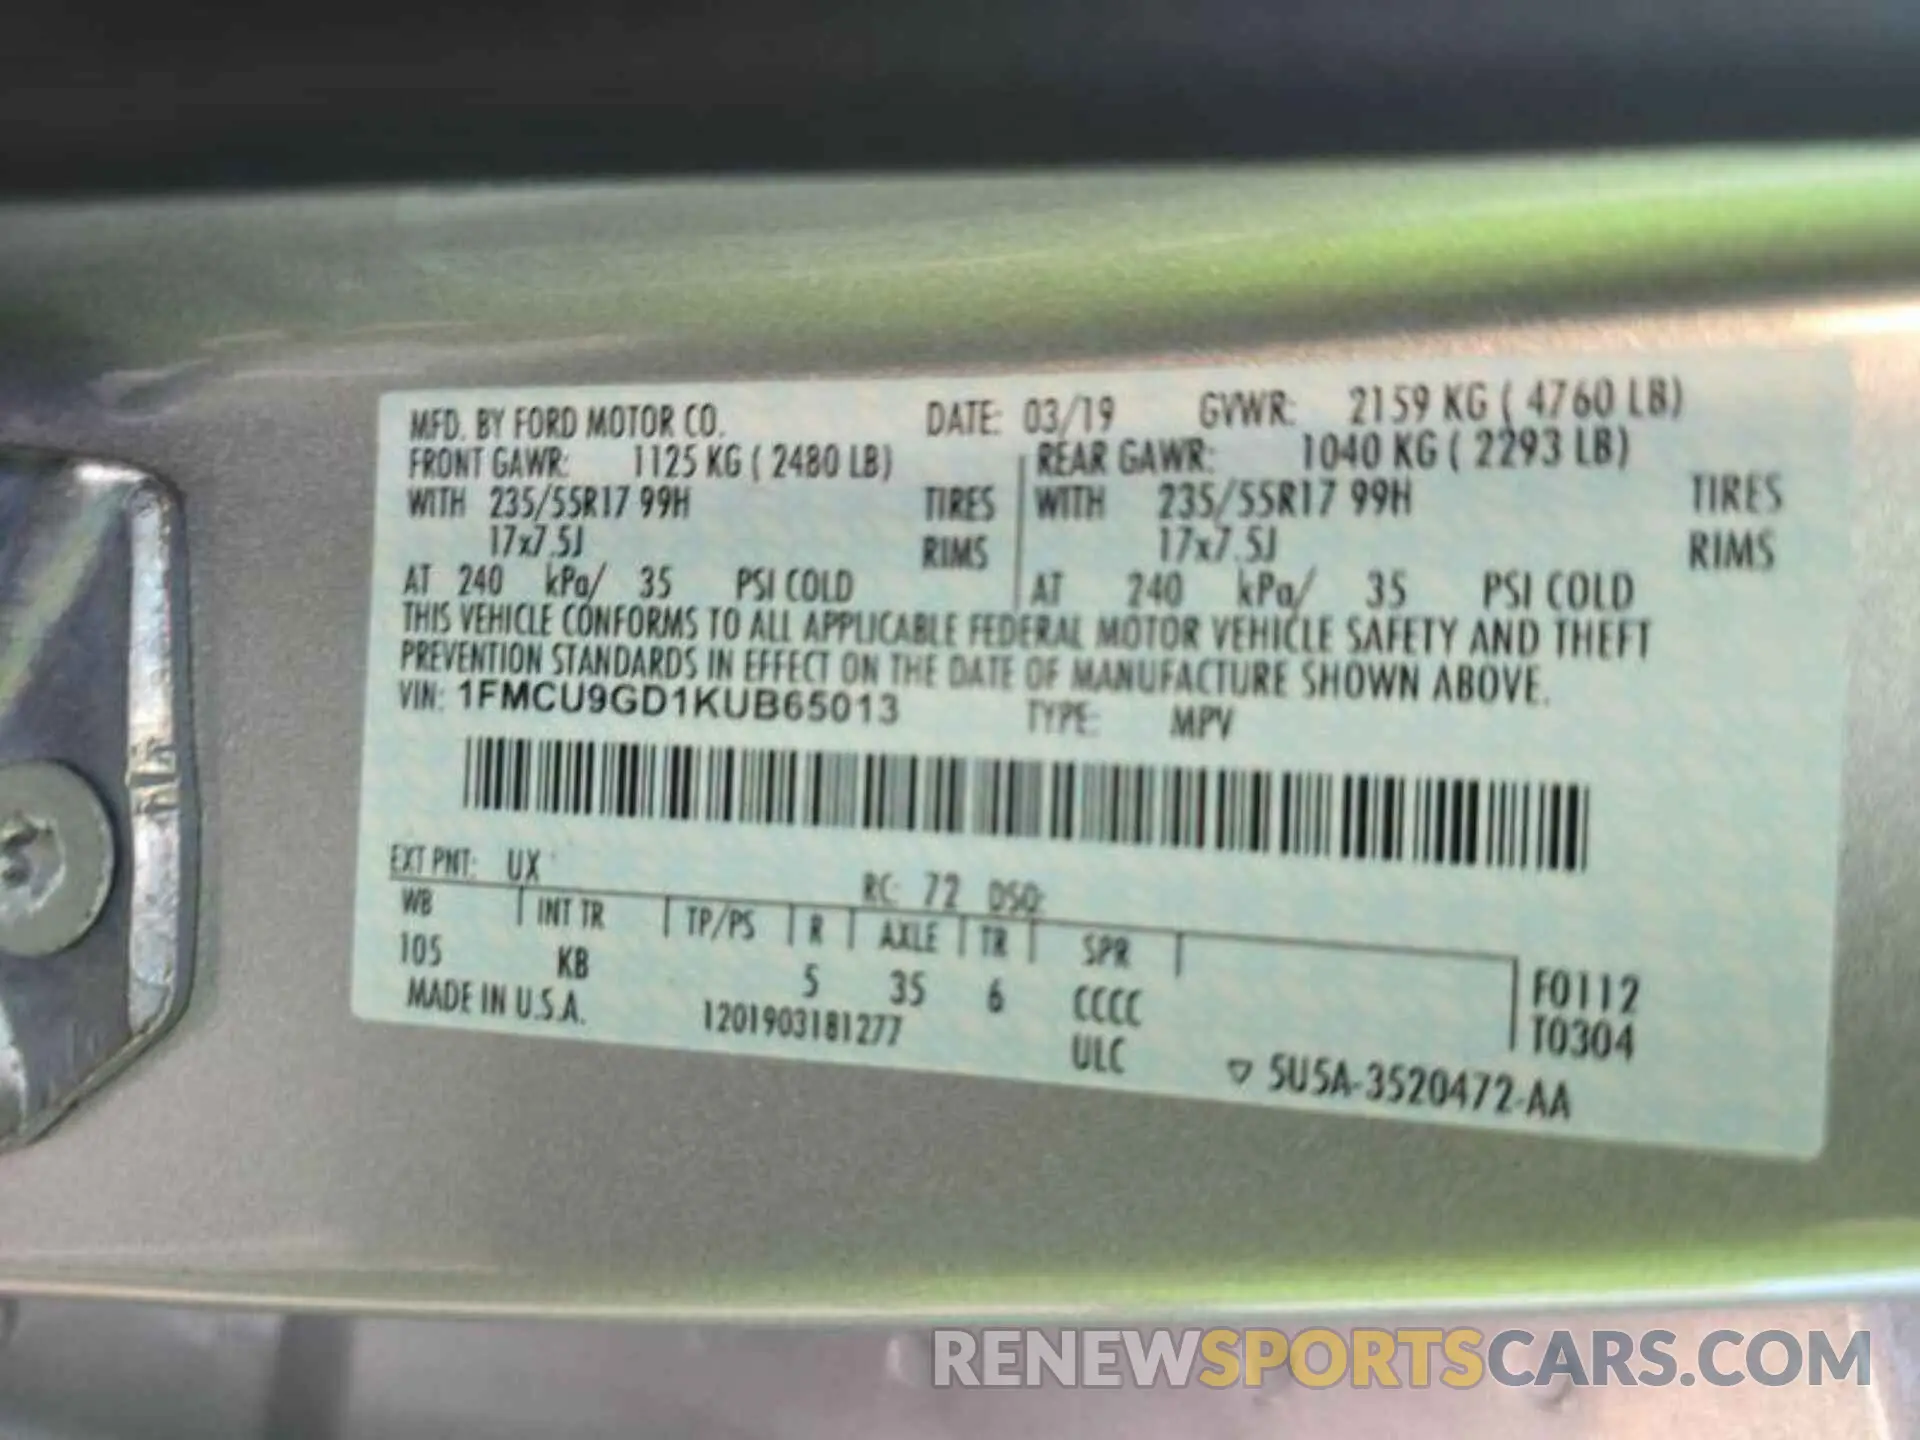 MFD. BY FORD MOTOR CO. DATE: 03/19 GVWR: 2159 KG ( 4760 LB)
FRONT GAWR: 1125 KG ( 2480 LB) REAR GAWR: 1040 KG ( 2293 LB)
WITH 235/55R17 99H TIRES WITH 235/55R17 99H TIRES
17x7.5J RIMS 17x7.5J RIMS
AT 240 kPa/ 35 PSI COLD AT 240 kPa/ 35 PSI COLD
THIS VEHICLE CONFORMS TO ALL APPLICABLE FEDERAL MOTOR VEHICLE SAFETY AND THEFT
PREVENTION STANDARDS IN EFFECT ON THE DATE OF MANUFACTURE SHOWN ABOVE.
VIN: 1FMCU9GD1KUB65013 TYPE: MPV
EXT PNT: UX RC: 72 DSO:
WB INT TR TP/PS R AXLE TR SPR
105 KB 5 35 6 CCCC F0112
MADE IN U.S.A. 1201903181277 ULC T0304
▽ 5U5A-3520472-AA
RENEWSPORTSCARS.COM